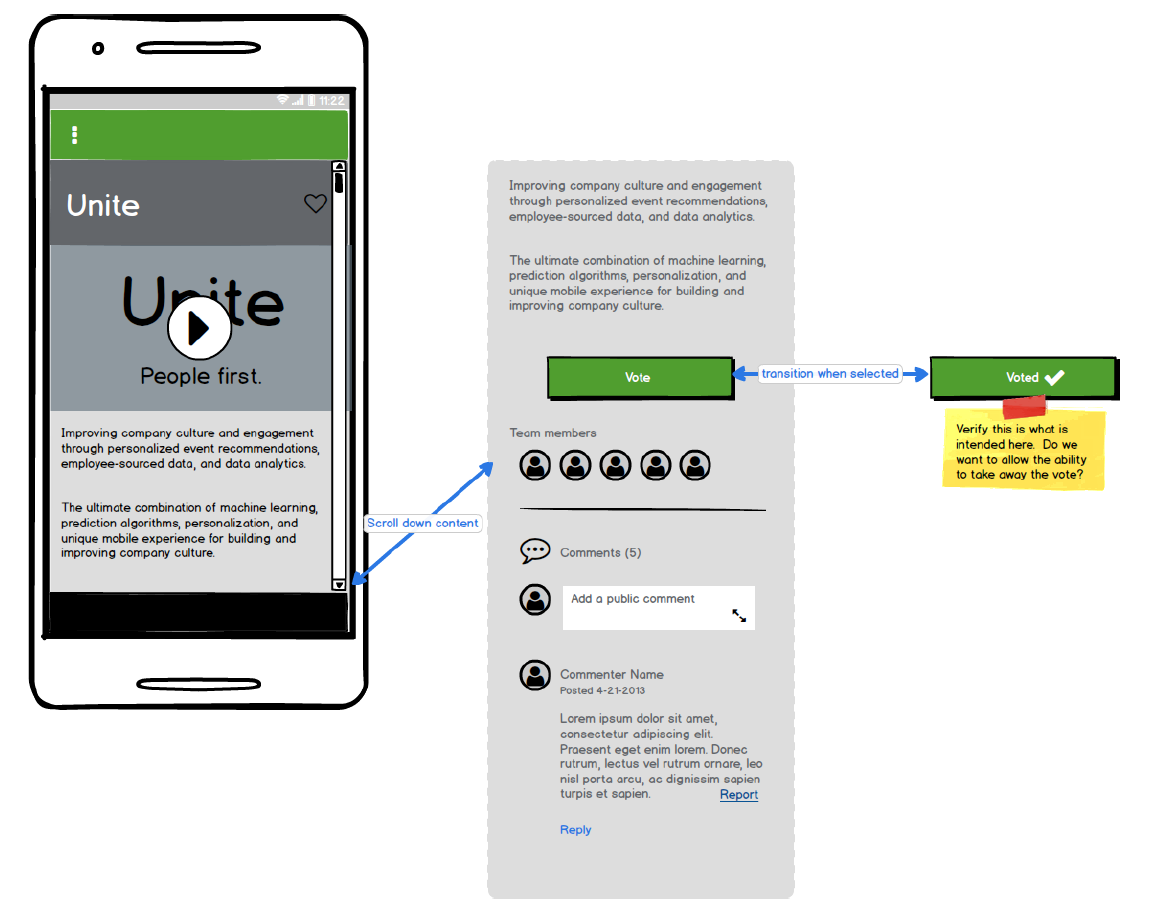 11:22
Unite
Unite
People first.
Improving company culture and engagement
through personalized event recommendations,
employee-sourced data, and data analytics.
The ultimate combination of machine learning,
prediction algorithms, personalization, and
unique mobile experience for building and
improving company culture.
Scroll down content
Improving company culture and engagement
through personalized event recommendations,
employee-sourced data, and data analytics.
The ultimate combination of machine learning,
prediction algorithms, personalization, and
unique mobile experience for building and
improving company culture.
Vote
transition when selected
Voted
Verify this is what is
intended here. Do we
want to allow the ability
to take away the vote?
Team members
Comments (5)
Add a public comment
Commenter Name
Posted 4-21-2013
Lorem ipsum dolor sit amet,
consectetur adipiscing elit.
Praesent eget enim lorem. Donec
rutrum, lectus vel rutrum ornare, leo
nisl porta arcu, ac dignissim sapien
turpis et sapien.
Report
Reply